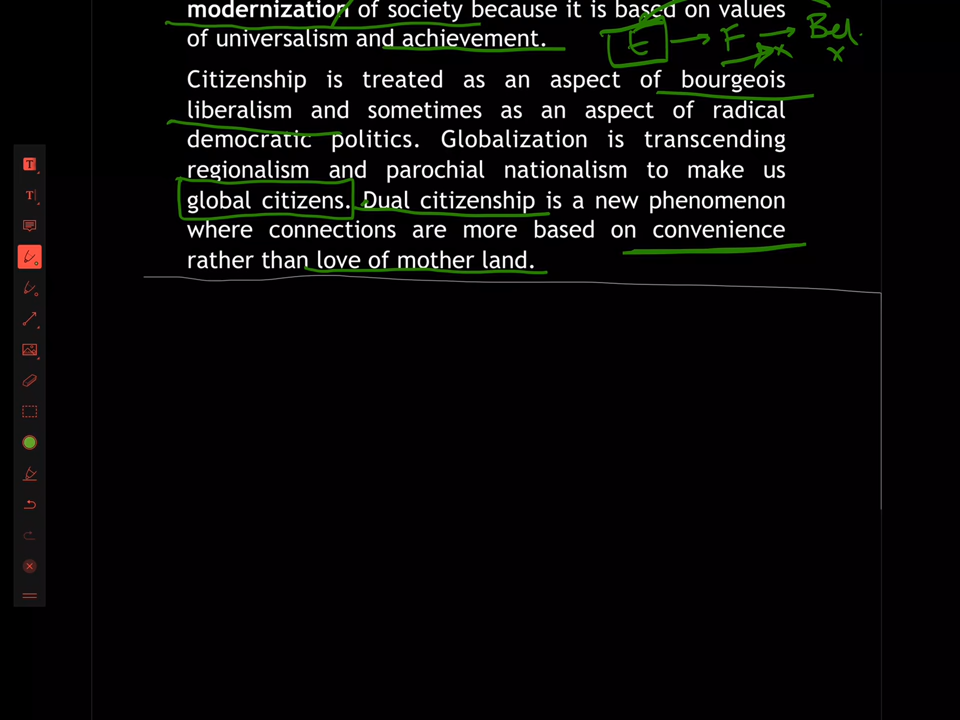 modernization of society because it is based on values
of universalism and achievement.
E → F → Bel.
x x
Citizenship is treated as an aspect of bourgeois
liberalism and sometimes as an aspect of radical
democratic politics. Globalization is transcending
regionalism and parochial nationalism to make us
global citizens. Dual citizenship is a new phenomenon
where connections are more based on convenience
rather than love of mother land.